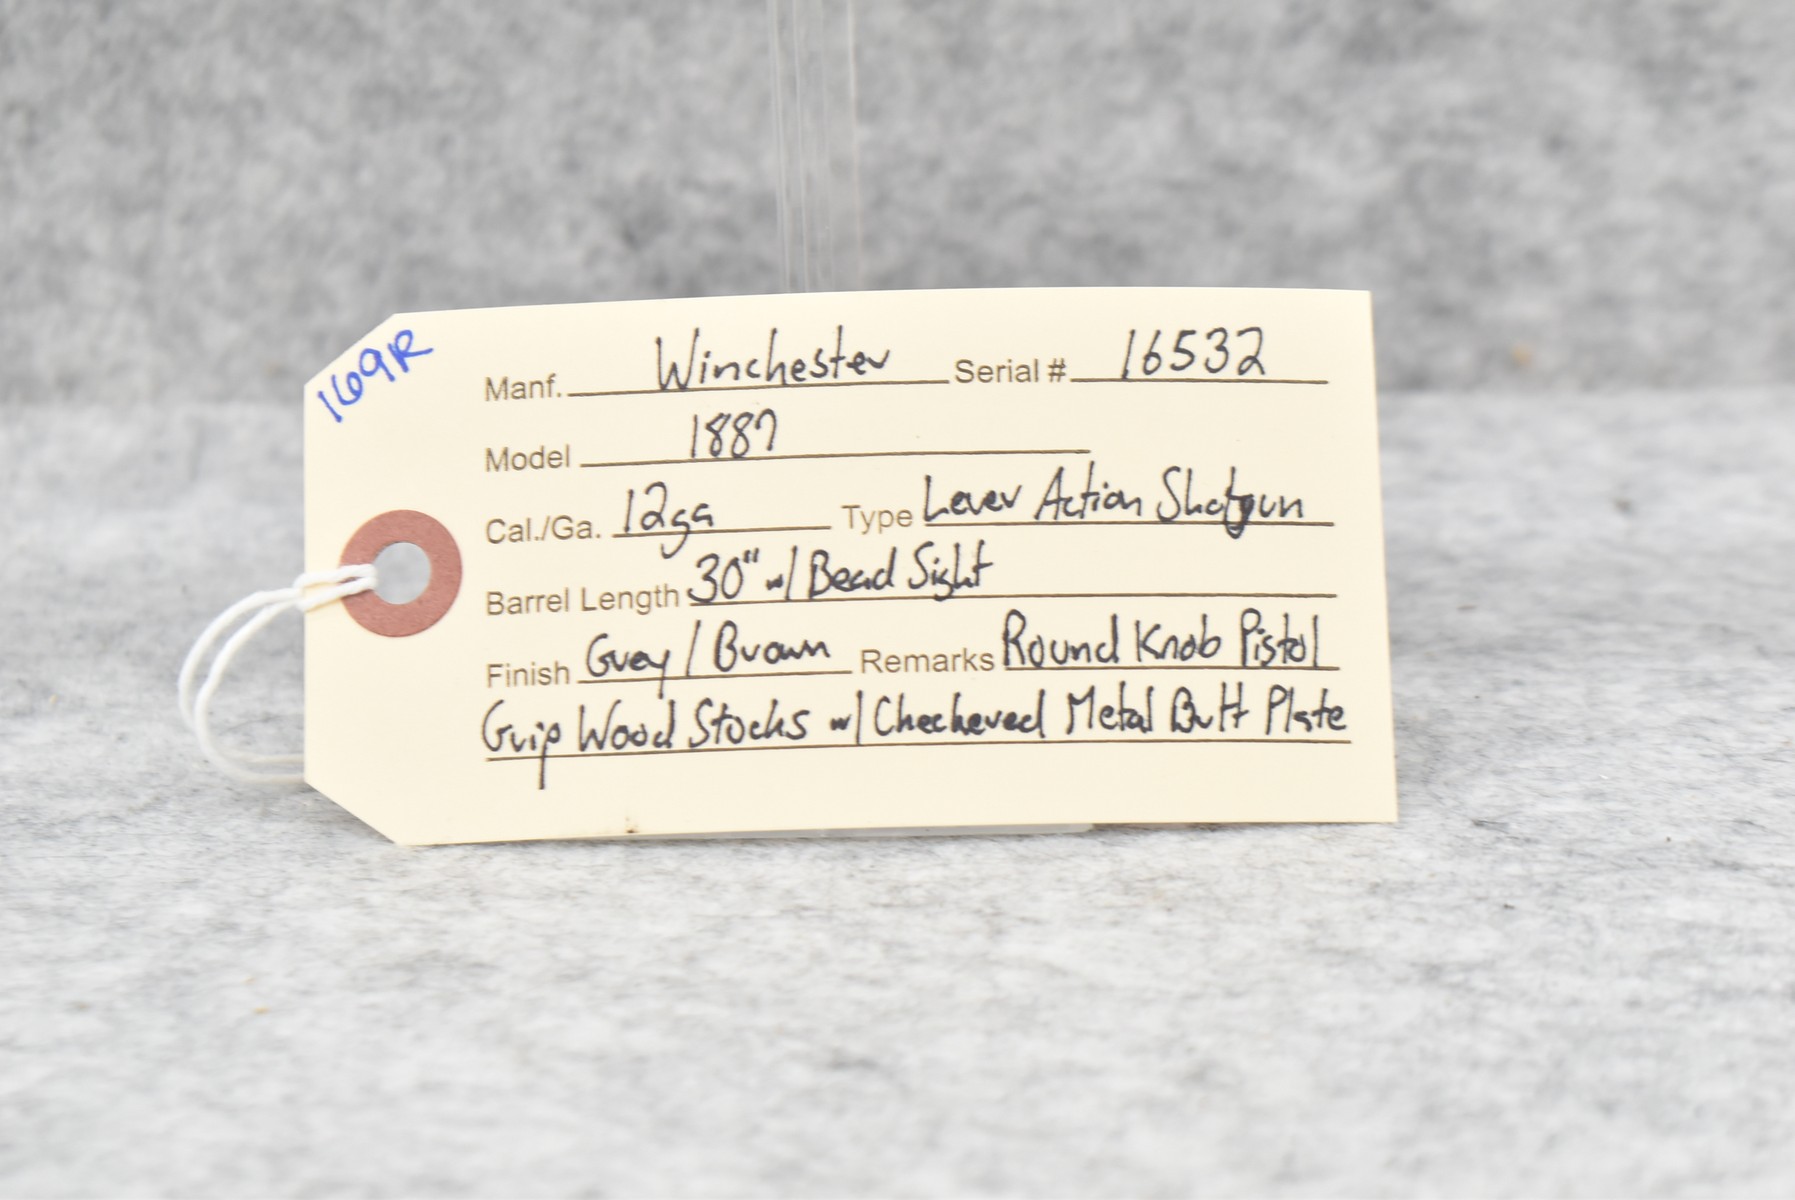 169R
Manf. Winchester Serial # 16532
Model 1887
Cal./Ga. 12ga Type Lever Action Shotgun
Barrel Length 30" w/ Bead Sight
Finish Grey / Brown Remarks Round Knob Pistol
Grip Wood Stocks w/ Checkered Metal Butt Plate